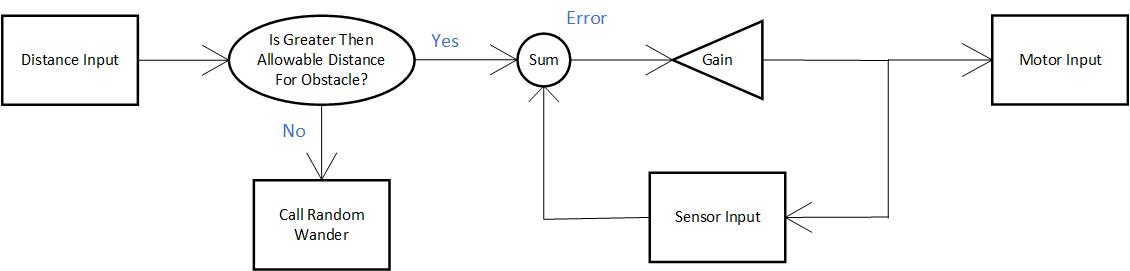 Error
Distance Input
Is Greater Then
Allowable Distance
For Obstacle?
Yes
Sum
Gain
Motor Input
No
Call Random
Wander
Sensor Input